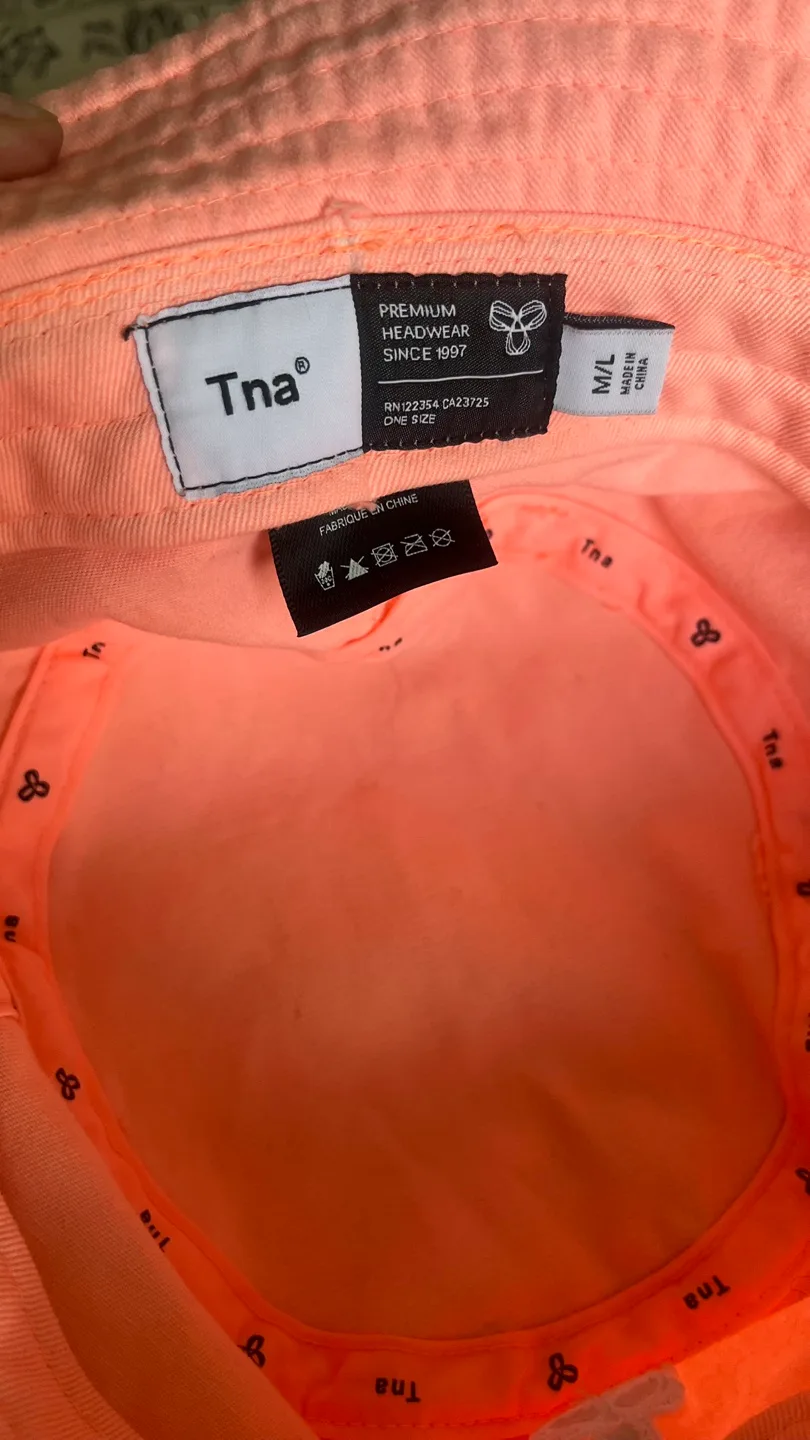 Tna®
PREMIUM
HEADWEAR
SINCE 1997
RN122354 CA23725
ONE SIZE
M/L
MADE IN
CHINA
FABRIQUE EN CHINE
Tna
Tna
Tna
Tna
Tna